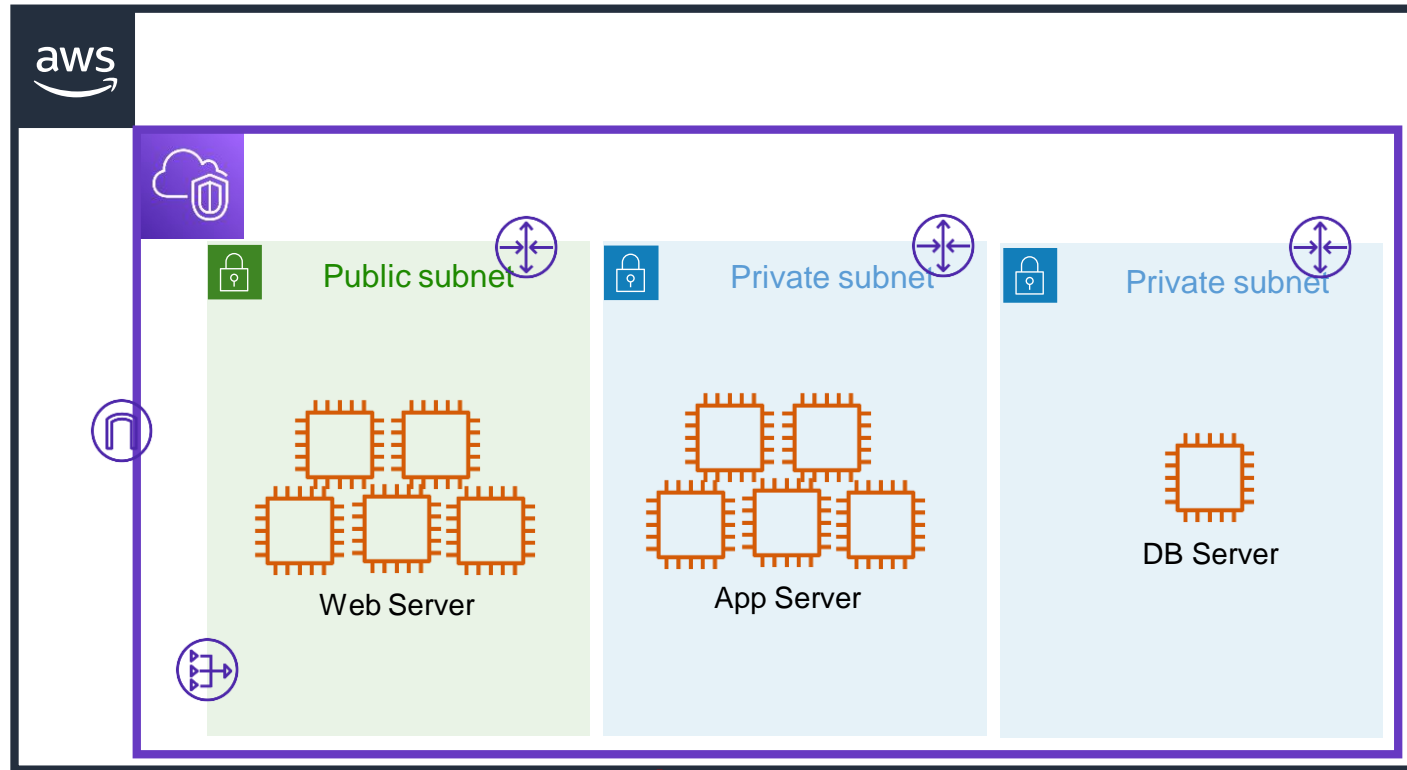 aws
Public subnet
Private subnet
Private subnet
Web Server
App Server
DB Server